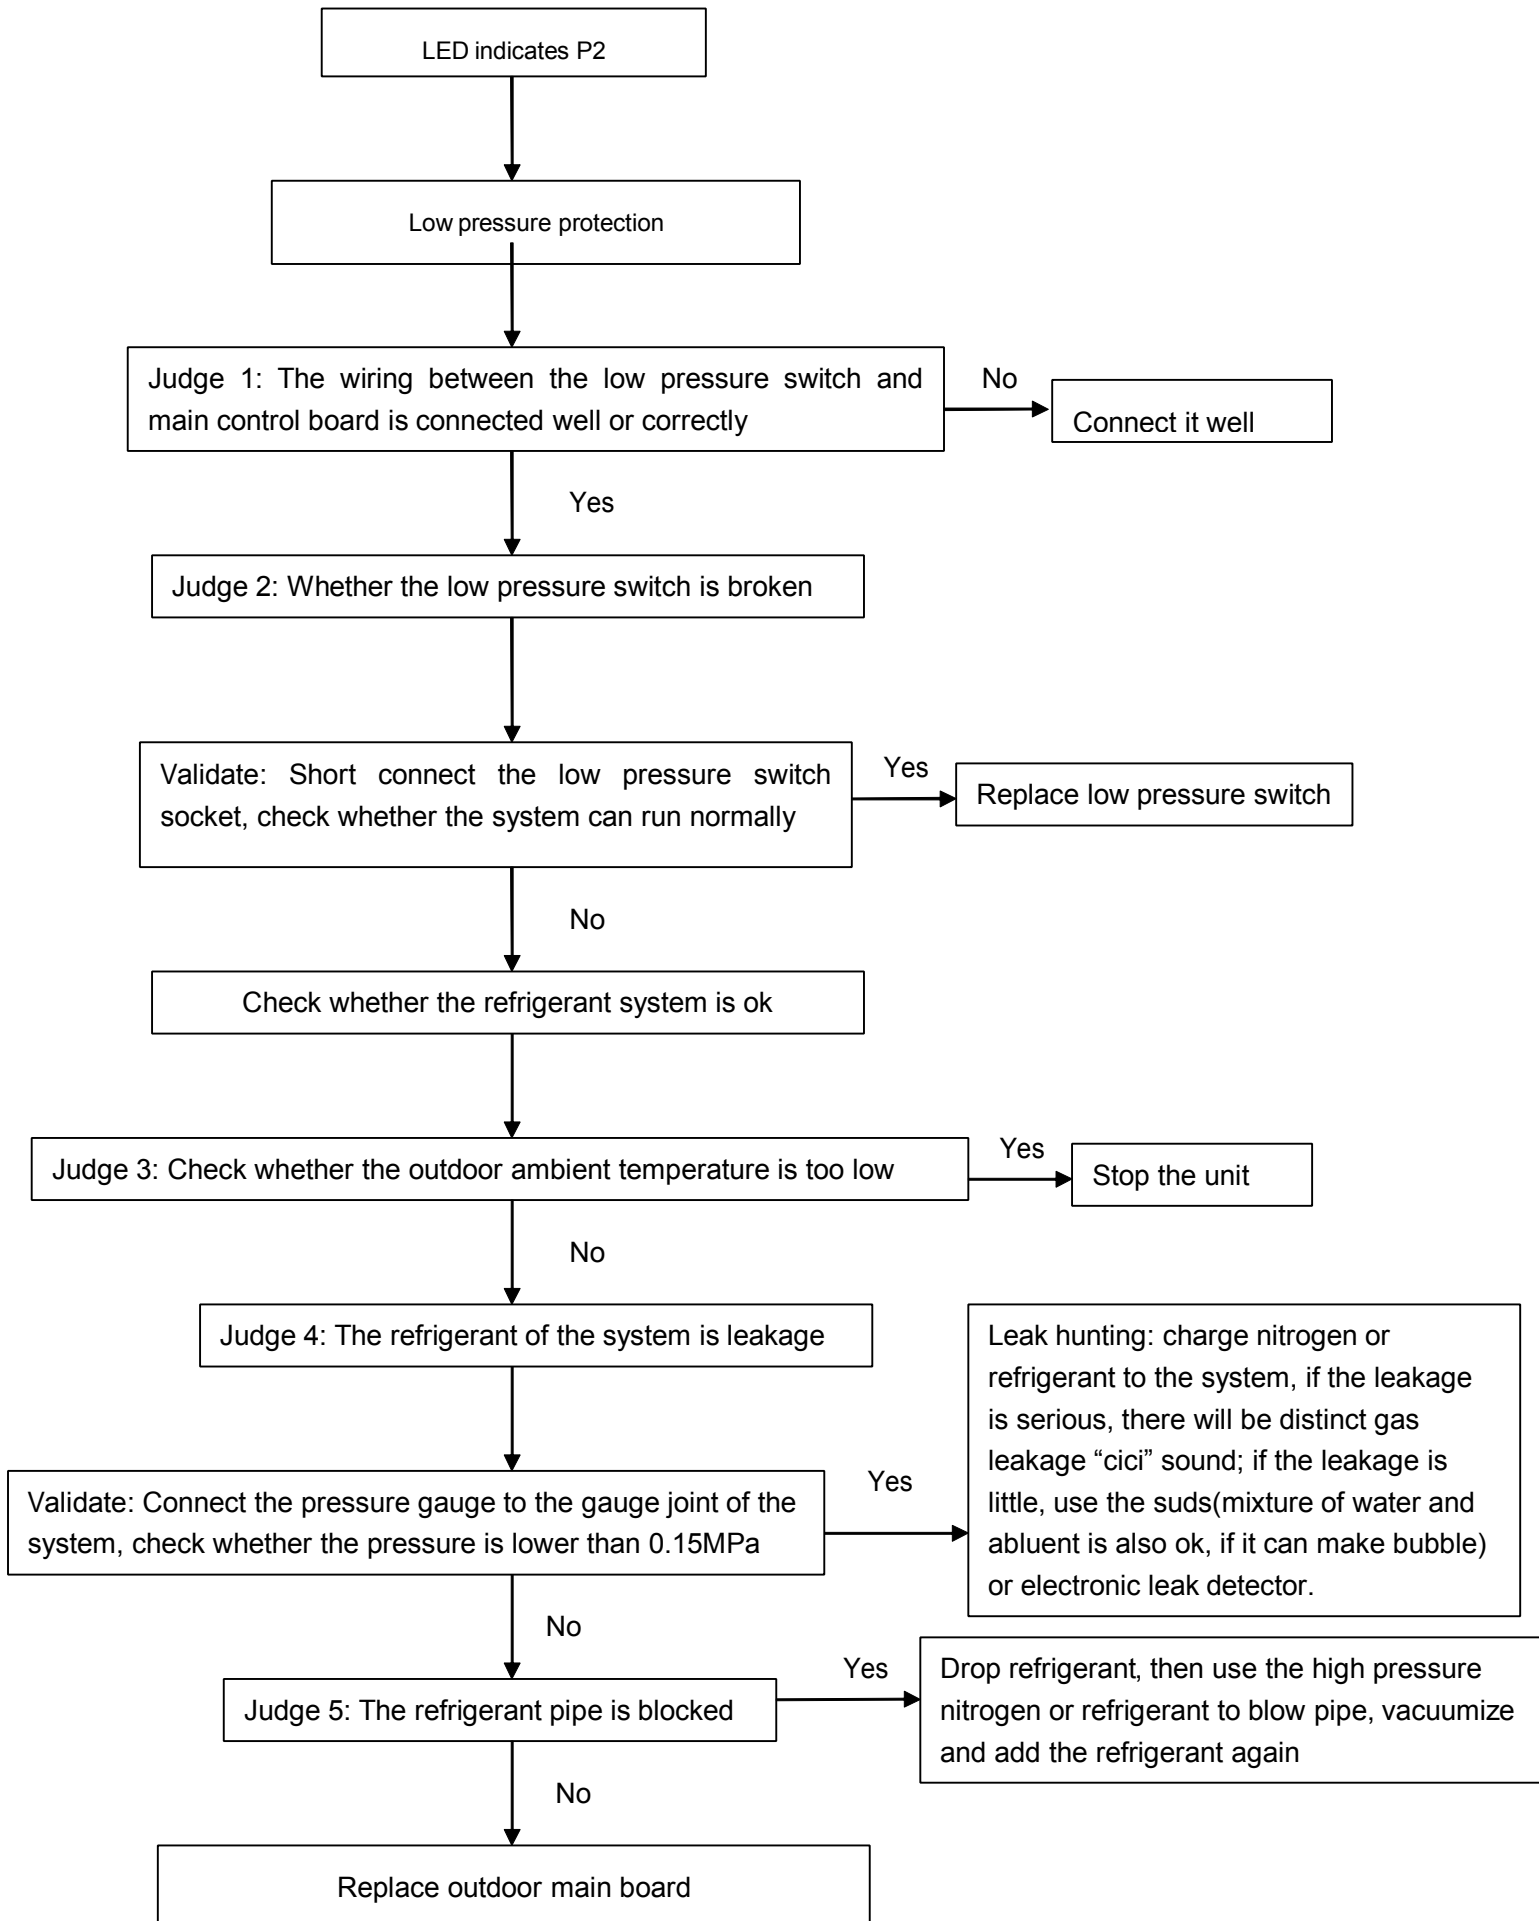 LED indicates P2
Low pressure protection
Judge 1: The wiring between the low pressure switch and
main control board is connected well or correctly
No
Connect it well
Yes
Judge 2: Whether the low pressure switch is broken
Validate: Short connect the low pressure switch
socket, check whether the system can run normally
Yes
Replace low pressure switch
No
Check whether the refrigerant system is ok
Judge 3: Check whether the outdoor ambient temperature is too low
Yes
Stop the unit
No
Judge 4: The refrigerant of the system is leakage
Validate: Connect the pressure gauge to the gauge joint of the
system, check whether the pressure is lower than 0.15MPa
Yes
Leak hunting: charge nitrogen or
refrigerant to the system, if the leakage
is serious, there will be distinct gas
leakage “cici” sound; if the leakage is
little, use the suds(mixture of water and
abluent is also ok, if it can make bubble)
or electronic leak detector.
No
Judge 5: The refrigerant pipe is blocked
Yes
Drop refrigerant, then use the high pressure
nitrogen or refrigerant to blow pipe, vacuumize
and add the refrigerant again
No
Replace outdoor main board